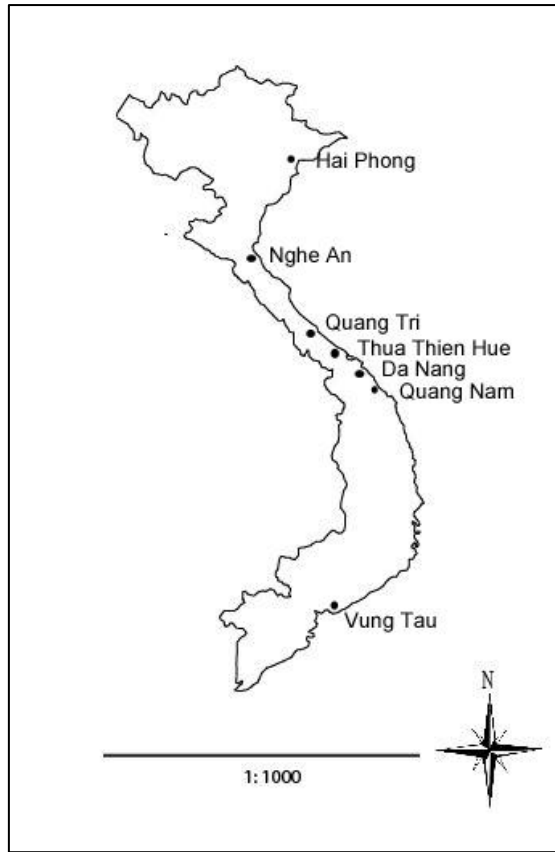 Hai Phong
Nghe An
Quang Tri
Thua Thien Hue
Da Nang
Quang Nam
Vung Tau
N
1:1000